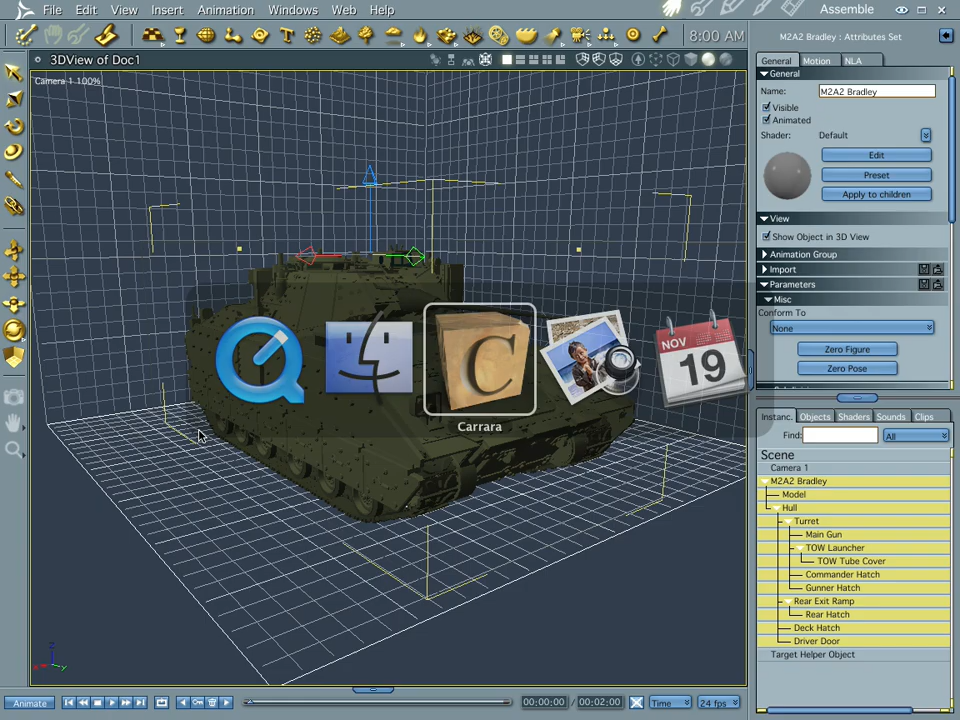 File Edit View Insert Animation Windows Web Help
Assemble
8:00 AM
3DView of Doc1
Camera 1 100%
M2A2 Bradley : Attributes Set
General Motion NLA
General
Name: M2A2 Bradley
Visible
Animated
Shader: Default
Edit
Preset
Apply to children
View
Show Object in 3D View
Animation Group
Import
Parameters
Misc
Conform To
None
Zero Figure
Zero Pose
C
NOV
19
Carrara
Instanc. Objects Shaders Sounds Clips
Find: All
Scene
Camera 1
M2A2 Bradley
Model
Hull
Turret
Main Gun
TOW Launcher
TOW Tube Cover
Commander Hatch
Gunner Hatch
Rear Exit Ramp
Rear Hatch
Deck Hatch
Driver Door
Target Helper Object
Z
X
Y
Animate
00:00:00 / 00:02:00
Time
24 fps